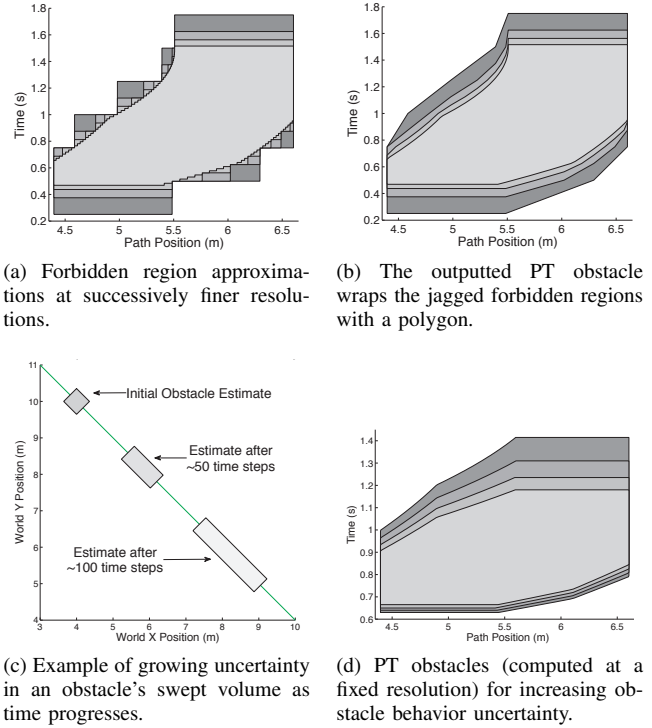 1.8
1.6
1.4
1.2
1
0.8
0.6
0.4
0.2
Time (s)
4.5 5 5.5 6 6.5
Path Position (m)
(a) Forbidden region approxima-
tions at successively finer resolu-
tions.
1.8
1.6
1.4
1.2
1
0.8
0.6
0.4
0.2
Time (s)
4.5 5 5.5 6 6.5
Path Position (m)
(b) The outputted PT obstacle
wraps the jagged forbidden regions
with a polygon.
11
10
9
8
7
6
5
4
World Y Position (m)
Initial Obstacle Estimate
Estimate after
~50 time steps
Estimate after
~100 time steps
3 4 5 6 7 8 9 10
World X Position (m)
(c) Example of growing uncertainty
in an obstacle's swept volume as
time progresses.
1.4
1.3
1.2
1.1
1
0.9
0.8
0.7
0.6
Time (s)
4.5 5 5.5 6 6.5
Path Position (m)
(d) PT obstacles (computed at a
fixed resolution) for increasing ob-
stacle behavior uncertainty.